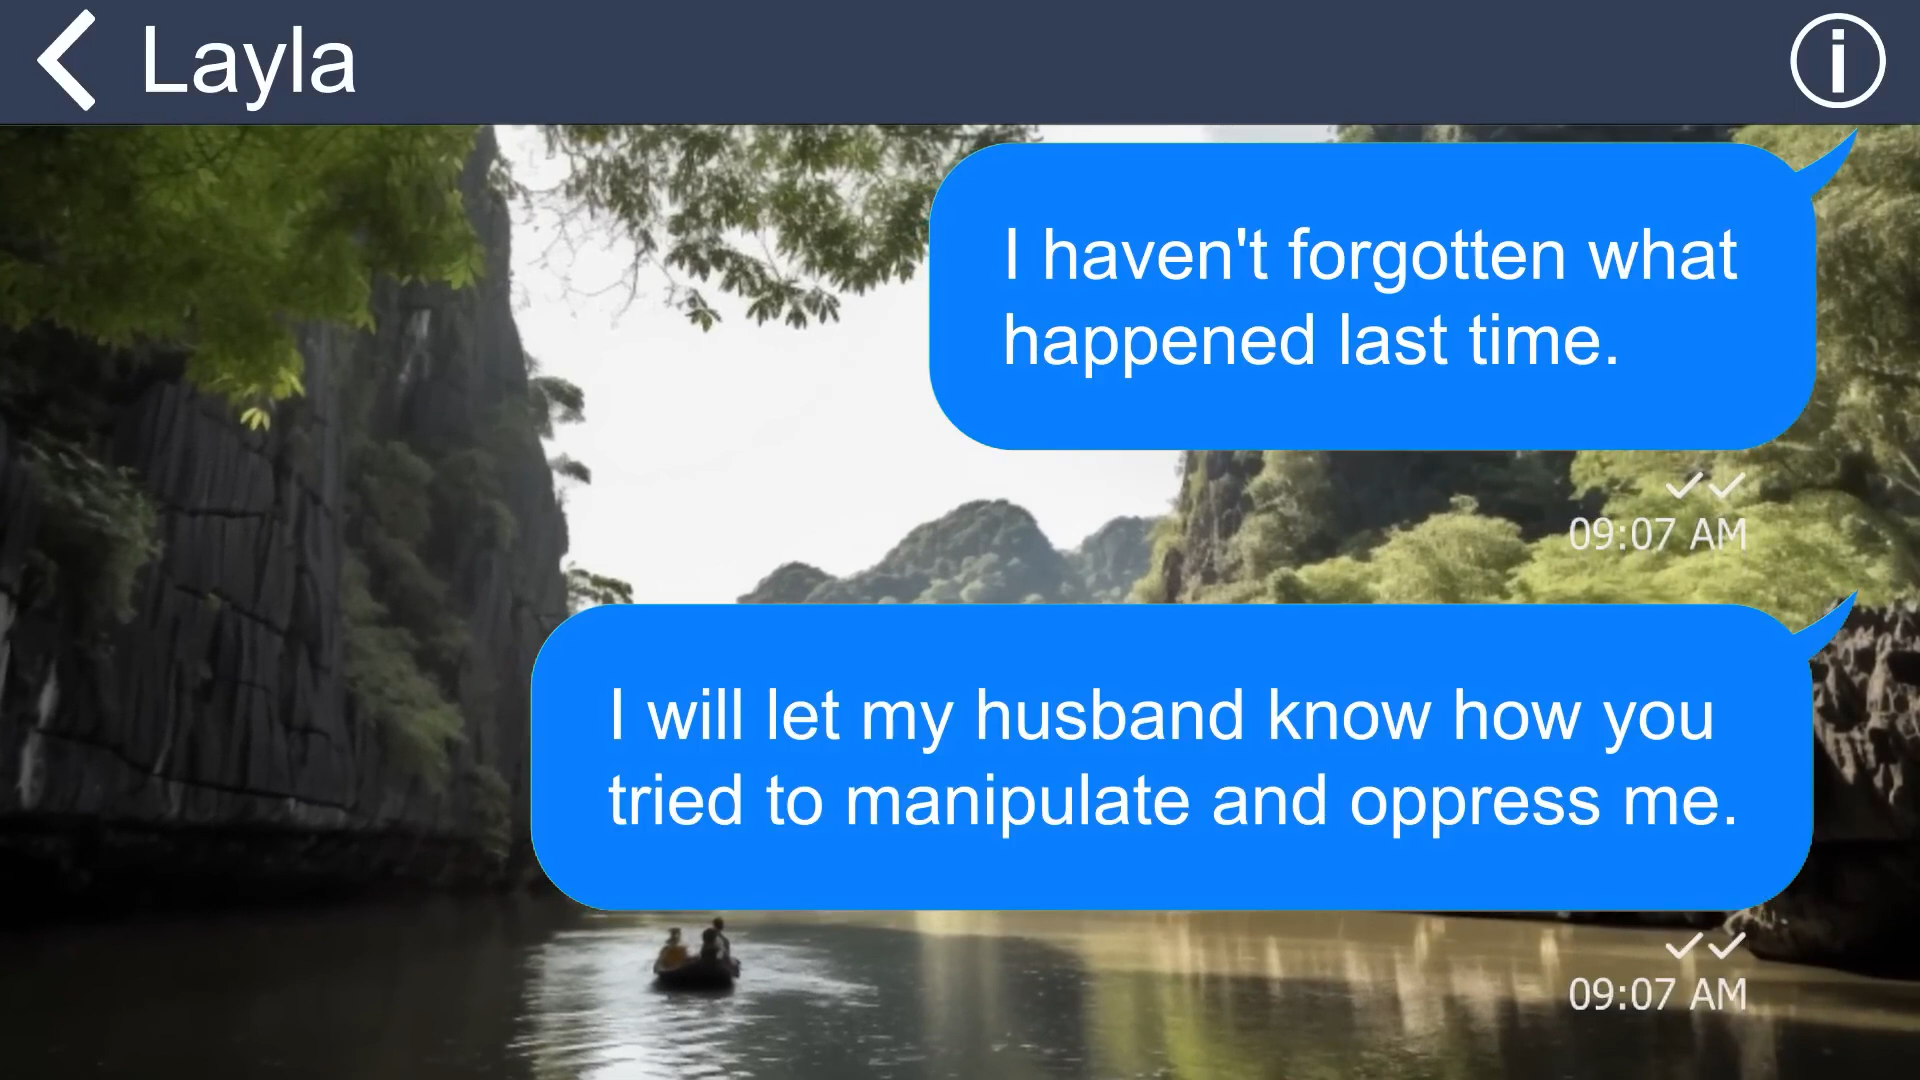 Layla
I haven't forgotten what
happened last time.
09:07 AM
I will let my husband know how you
tried to manipulate and oppress me.
09:07 AM